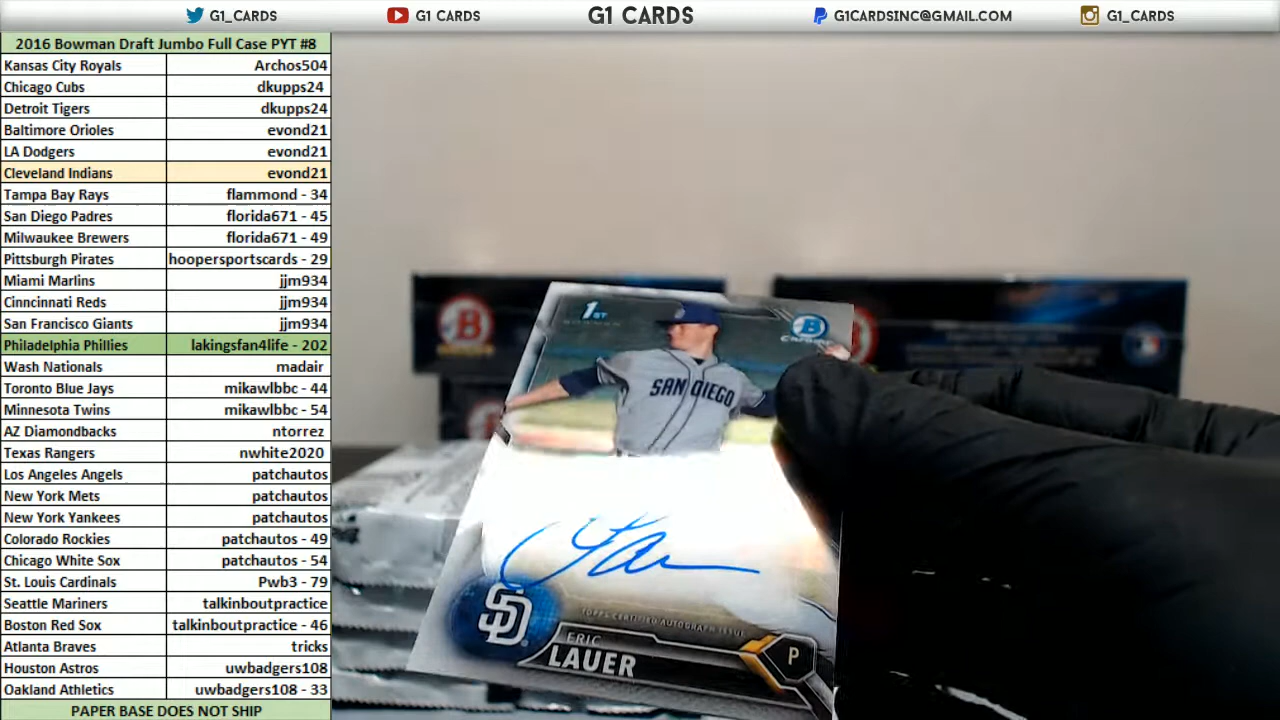 G1_CARDS
G1 CARDS
G1 CARDS
G1CARDSINC@GMAIL.COM
G1_CARDS
2016 Bowman Draft Jumbo Full Case PYT #8
Kansas City Royals Archos504
Chicago Cubs dkupps24
Detroit Tigers dkupps24
Baltimore Orioles evond21
LA Dodgers evond21
Cleveland Indians evond21
Tampa Bay Rays flammond - 34
San Diego Padres florida671 - 45
Milwaukee Brewers florida671 - 49
Pittsburgh Pirates hoopersportscards - 29
Miami Marlins jjm934
Cinncinnati Reds jjm934
San Francisco Giants jjm934
Philadelphia Phillies lakingsfan4life - 202
Wash Nationals madair
Toronto Blue Jays mikawlbbc - 44
Minnesota Twins mikawlbbc - 54
AZ Diamondbacks ntorrez
Texas Rangers nwhite2020
Los Angeles Angels patchautos
New York Mets patchautos
New York Yankees patchautos
Colorado Rockies patchautos - 49
Chicago White Sox patchautos - 54
St. Louis Cardinals Pwb3 - 79
Seattle Mariners talkinboutpractice
Boston Red Sox talkinboutpractice - 46
Atlanta Braves tricks
Houston Astros uwbadgers108
Oakland Athletics uwbadgers108 - 33
PAPER BASE DOES NOT SHIP
1ST
BOWMAN
B
CHROME
SAN DIEGO
TOPPS CERTIFIED AUTOGRAPH ISSUE
SD
ERIC
LAUER
P